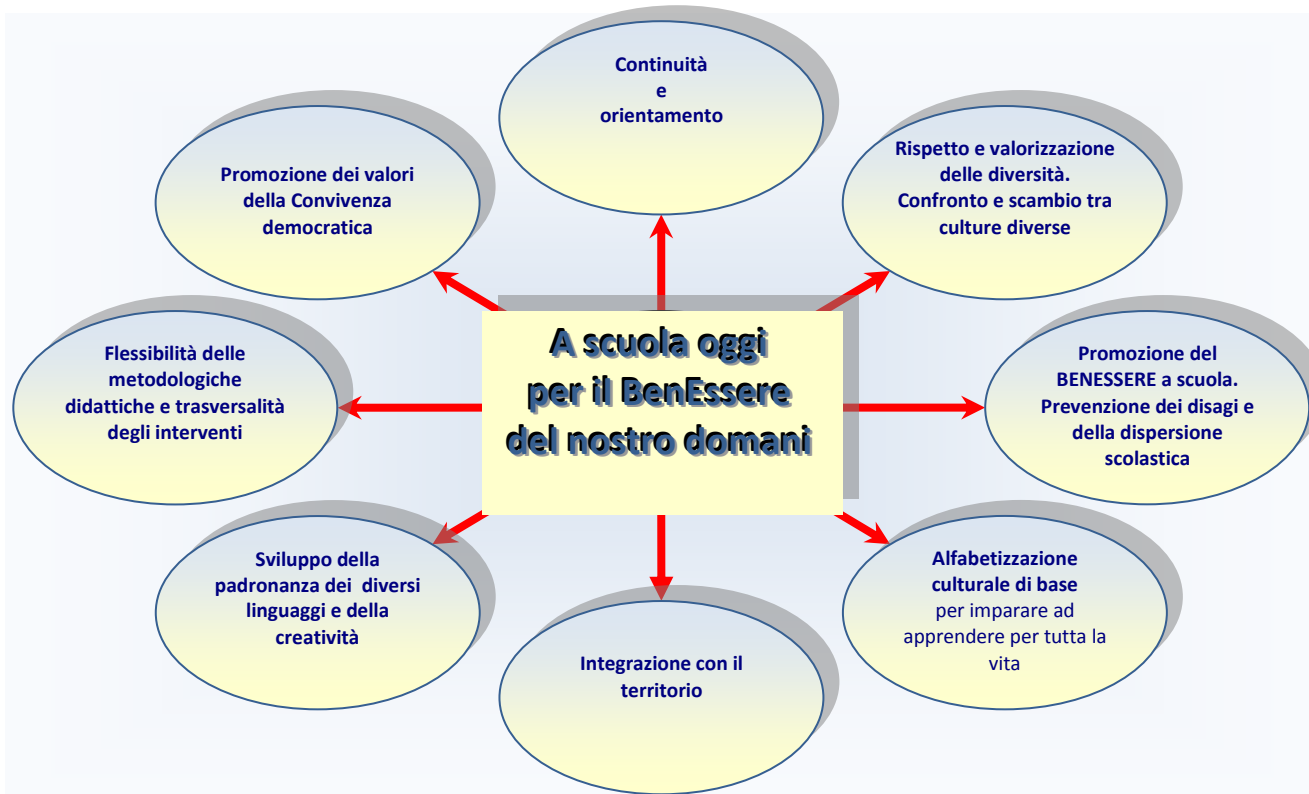 Continuità
e
orientamento
Promozione dei valori
della Convivenza
democratica
Rispetto e valorizzazione
delle diversità.
Confronto e scambio tra
culture diverse
Flessibilità delle
metodologiche
didattiche e trasversalità
degli interventi
A scuola oggi
per il BenEssere
del nostro domani
Promozione del
BENESSERE a scuola.
Prevenzione dei disagi e
della dispersione
scolastica
Sviluppo della
padronanza dei diversi
linguaggi e della
creatività
Integrazione con il
territorio
Alfabetizzazione
culturale di base
per imparare ad
apprendere per tutta la
vita